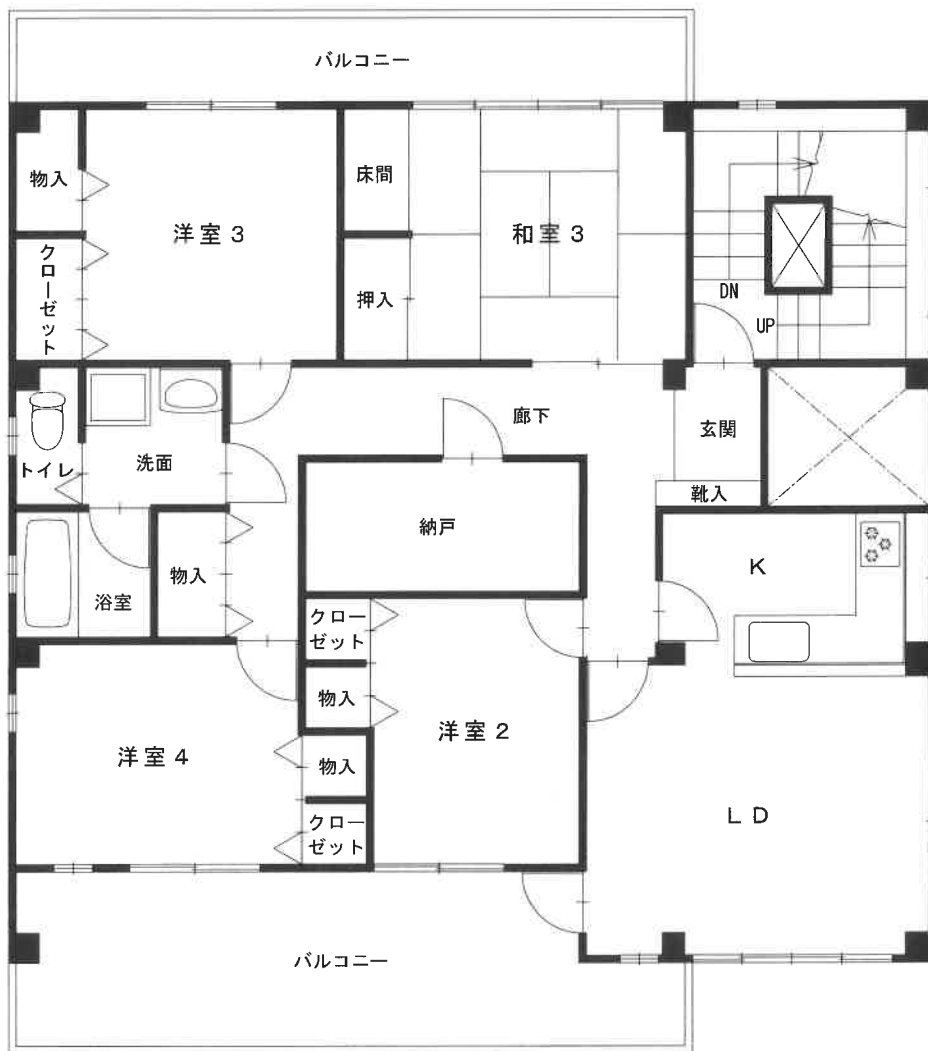 バルコニー
物入
床間
洋室3
和室3
クローゼット
押入
DN
UP
廊下
玄関
トイレ
洗面
靴入
納戸
K
物入
浴室
クロー
ゼット
物入
洋室2
洋室4
物入
クロー
ゼット
LD
バルコニー